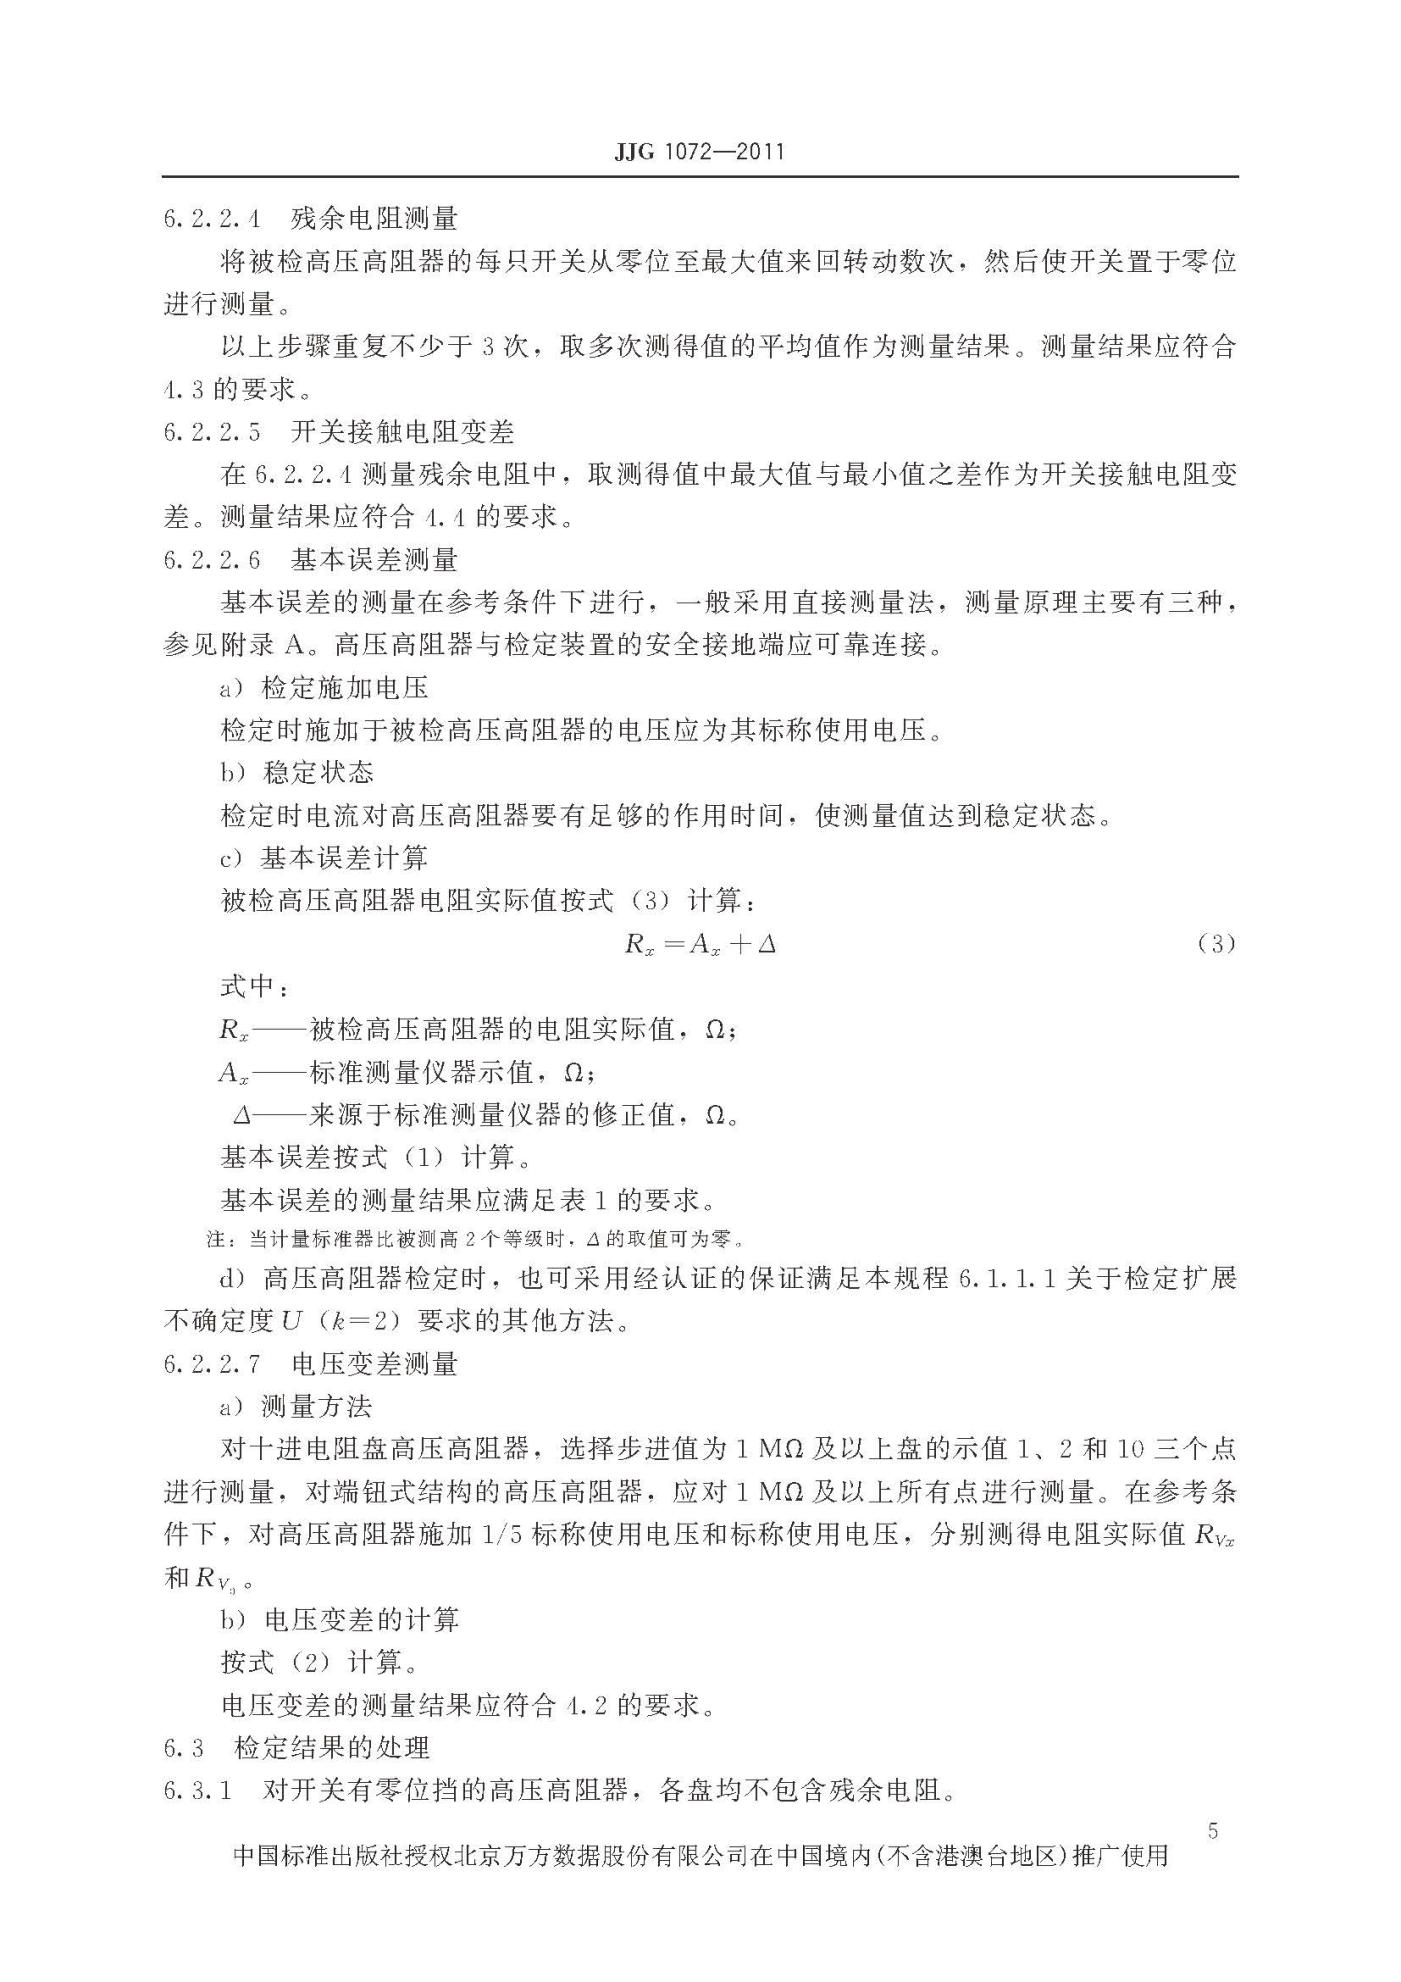 JJG 1072—2011
6.2.2.4 残余电阻测量
将被检高压高阻器的每只开关从零位至最大值来回转动数次，然后使开关置于零位
进行测量。
以上步骤重复不少于 3 次，取多次测得值的平均值作为测量结果。测量结果应符合
4.3 的要求。
6.2.2.5 开关接触电阻变差
在 6.2.2.4 测量残余电阻中，取测得值中最大值与最小值之差作为开关接触电阻变
差。测量结果应符合 4.4 的要求。
6.2.2.6 基本误差测量
基本误差的测量在参考条件下进行，一般采用直接测量法，测量原理主要有三种，
参见附录 A。高压高阻器与检定装置的安全接地端应可靠连接。
a）检定施加电压
检定时施加于被检高压高阻器的电压应为其标称使用电压。
b）稳定状态
检定时电流对高压高阻器要有足够的作用时间，使测量值达到稳定状态。
c）基本误差计算
被检高压高阻器电阻实际值按式（3）计算：
Rx＝Ax＋Δ （3）
式中：
Rx——被检高压高阻器的电阻实际值，Ω；
Ax——标准测量仪器示值，Ω；
Δ——来源于标准测量仪器的修正值，Ω。
基本误差按式（1）计算。
基本误差的测量结果应满足表 1 的要求。
注：当计量标准器比被测高 2 个等级时，Δ 的取值可为零。
d）高压高阻器检定时，也可采用经认证的保证满足本规程 6.1.1.1 关于检定扩展
不确定度 U（k＝2）要求的其他方法。
6.2.2.7 电压变差测量
a）测量方法
对十进电阻盘高压高阻器，选择步进值为 1 MΩ 及以上盘的示值 1、2 和 10 三个点
进行测量，对端钮式结构的高压高阻器，应对 1 MΩ 及以上所有点进行测量。在参考条
件下，对高压高阻器施加 1/5 标称使用电压和标称使用电压，分别测得电阻实际值 RVx
和 RV0。
b）电压变差的计算
按式（2）计算。
电压变差的测量结果应符合 4.2 的要求。
6.3 检定结果的处理
6.3.1 对开关有零位挡的高压高阻器，各盘均不包含残余电阻。
5
中国标准出版社授权北京万方数据股份有限公司在中国境内(不含港澳台地区)推广使用